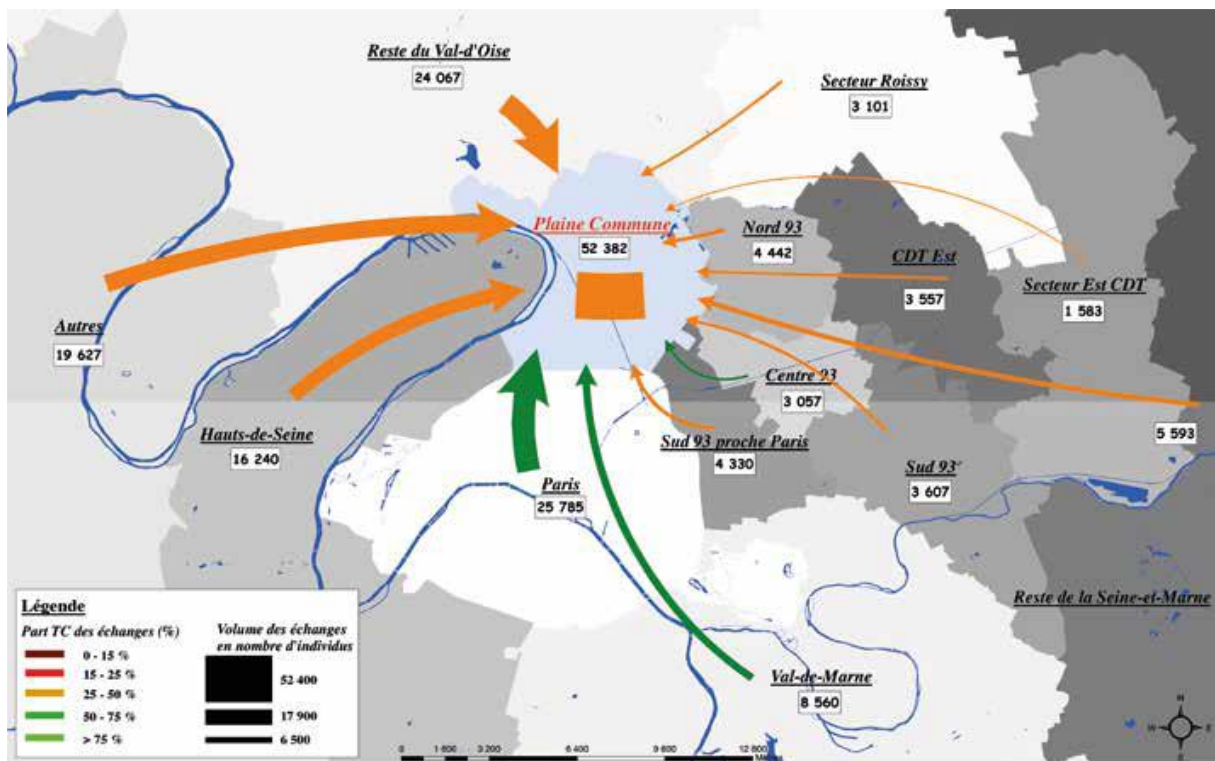 Reste du Val-d'Oise
24 067
Secteur Roissy
3 101
Plaine Commune
52 382
Nord 93
4 442
CDT Est
3 557
Secteur Est CDT
1 583
Autres
19 627
Centre 93
3 057
Hauts-de-Seine
16 240
Sud 93 proche Paris
4 330
5 593
Sud 93
3 607
Paris
25 785
Reste de la Seine-et-Marne
Val-de-Marne
8 560
Légende
Part TC des échanges (%)
0 - 15 %
15 - 25 %
25 - 50 %
50 - 75 %
> 75 %
Volume des échanges
en nombre d'individus
52 400
17 900
6 500
0 1 600 3 200 6 400 9 600 12 800
N
W E
S